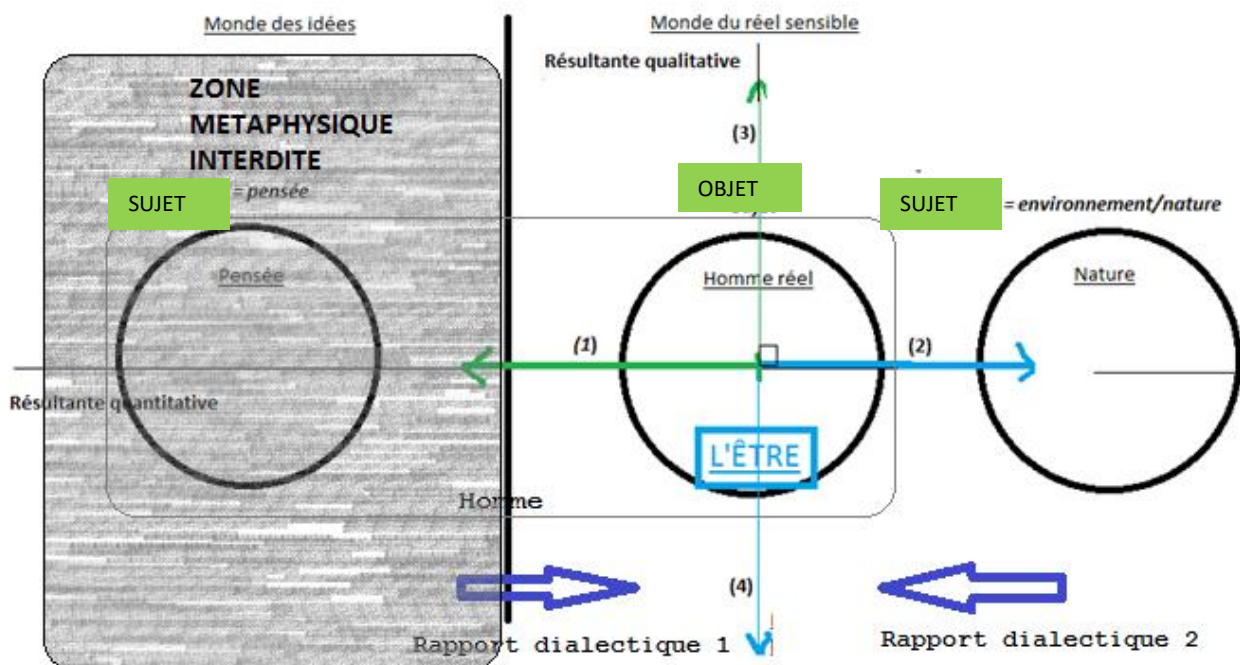 Monde des idées
Monde du réel sensible
Résultante qualitative
ZONE
METAPHYSIQUE
INTERDITE
(3)
SUJET
= pensée
OBJET
SUJET
= environnement/nature
Pensée
Homme réel
Nature
(1)
(2)
Résultante quantitative
L'ÊTRE
Homme
(4)
Rapport dialectique 1
Rapport dialectique 2